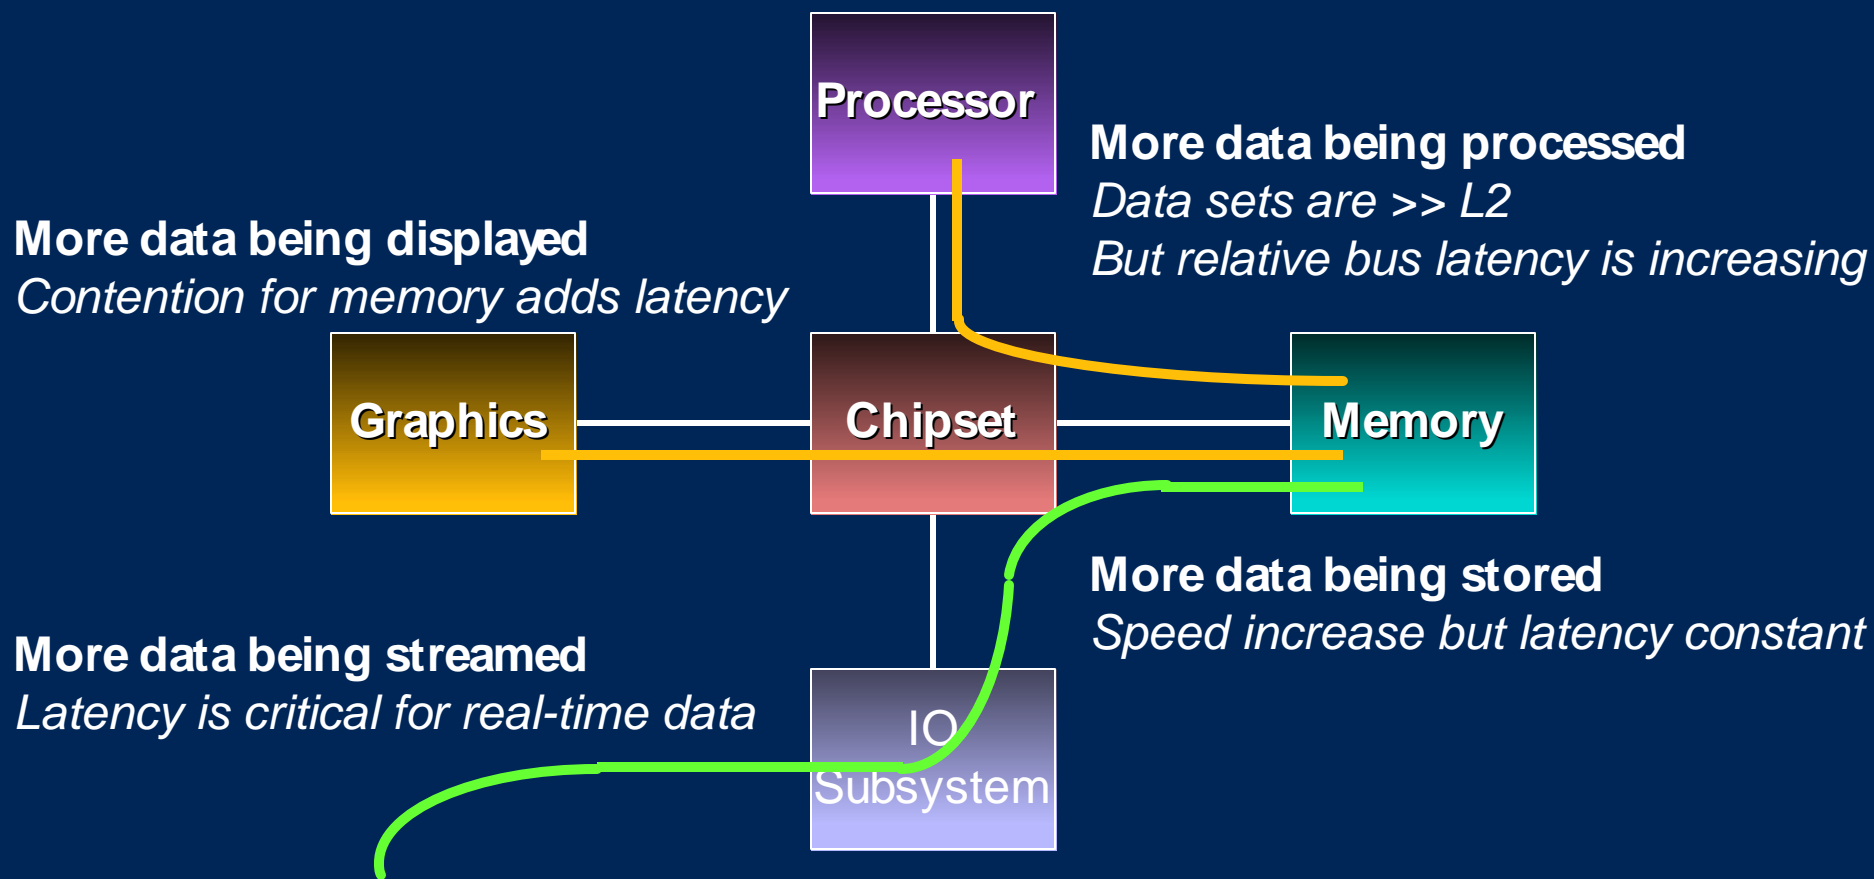 Processor
More data being processed
Data sets are >> L2
But relative bus latency is increasing
More data being displayed
Contention for memory adds latency
Graphics
Chipset
Memory
More data being stored
Speed increase but latency constant
More data being streamed
Latency is critical for real-time data
IO
Subsystem